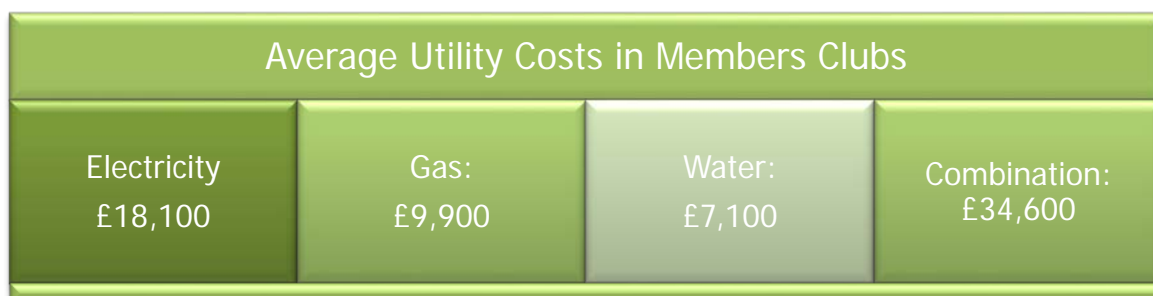 Average Utility Costs in Members Clubs
Electricity
£18,100
Gas:
£9,900
Water:
£7,100
Combination:
£34,600